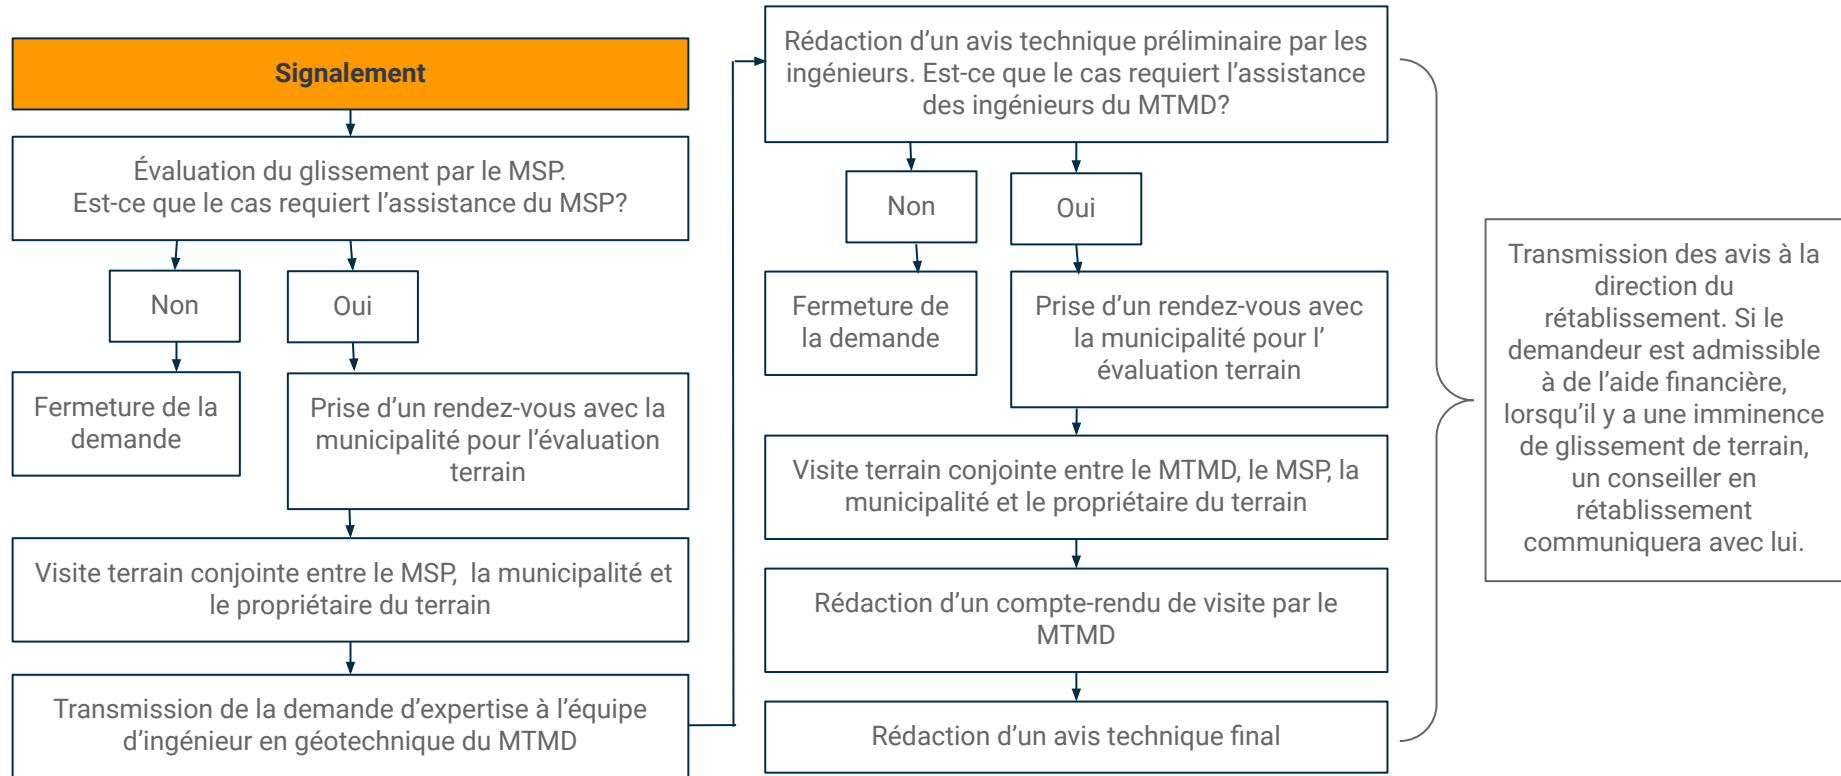 Signalement
Évaluation du glissement par le MSP.
Est-ce que le cas requiert l’assistance du MSP?
Non
Oui
Fermeture de la
demande
Prise d’un rendez-vous avec la
municipalité pour l’évaluation
terrain
Visite terrain conjointe entre le MSP, la municipalité et
le propriétaire du terrain
Transmission de la demande d’expertise à l’équipe
d’ingénieur en géotechnique du MTMD
Rédaction d’un avis technique préliminaire par les
ingénieurs. Est-ce que le cas requiert l’assistance
des ingénieurs du MTMD?
Non
Oui
Fermeture de
la demande
Prise d’un rendez-vous avec
la municipalité pour l’
évaluation terrain
Visite terrain conjointe entre le MTMD, le MSP, la
municipalité et le propriétaire du terrain
Rédaction d’un compte-rendu de visite par le
MTMD
Rédaction d’un avis technique final
Transmission des avis à la
direction du
rétablissement. Si le
demandeur est admissible
à de l’aide financière,
lorsqu’il y a une imminence
de glissement de terrain,
un conseiller en
rétablissement
communiquera avec lui.